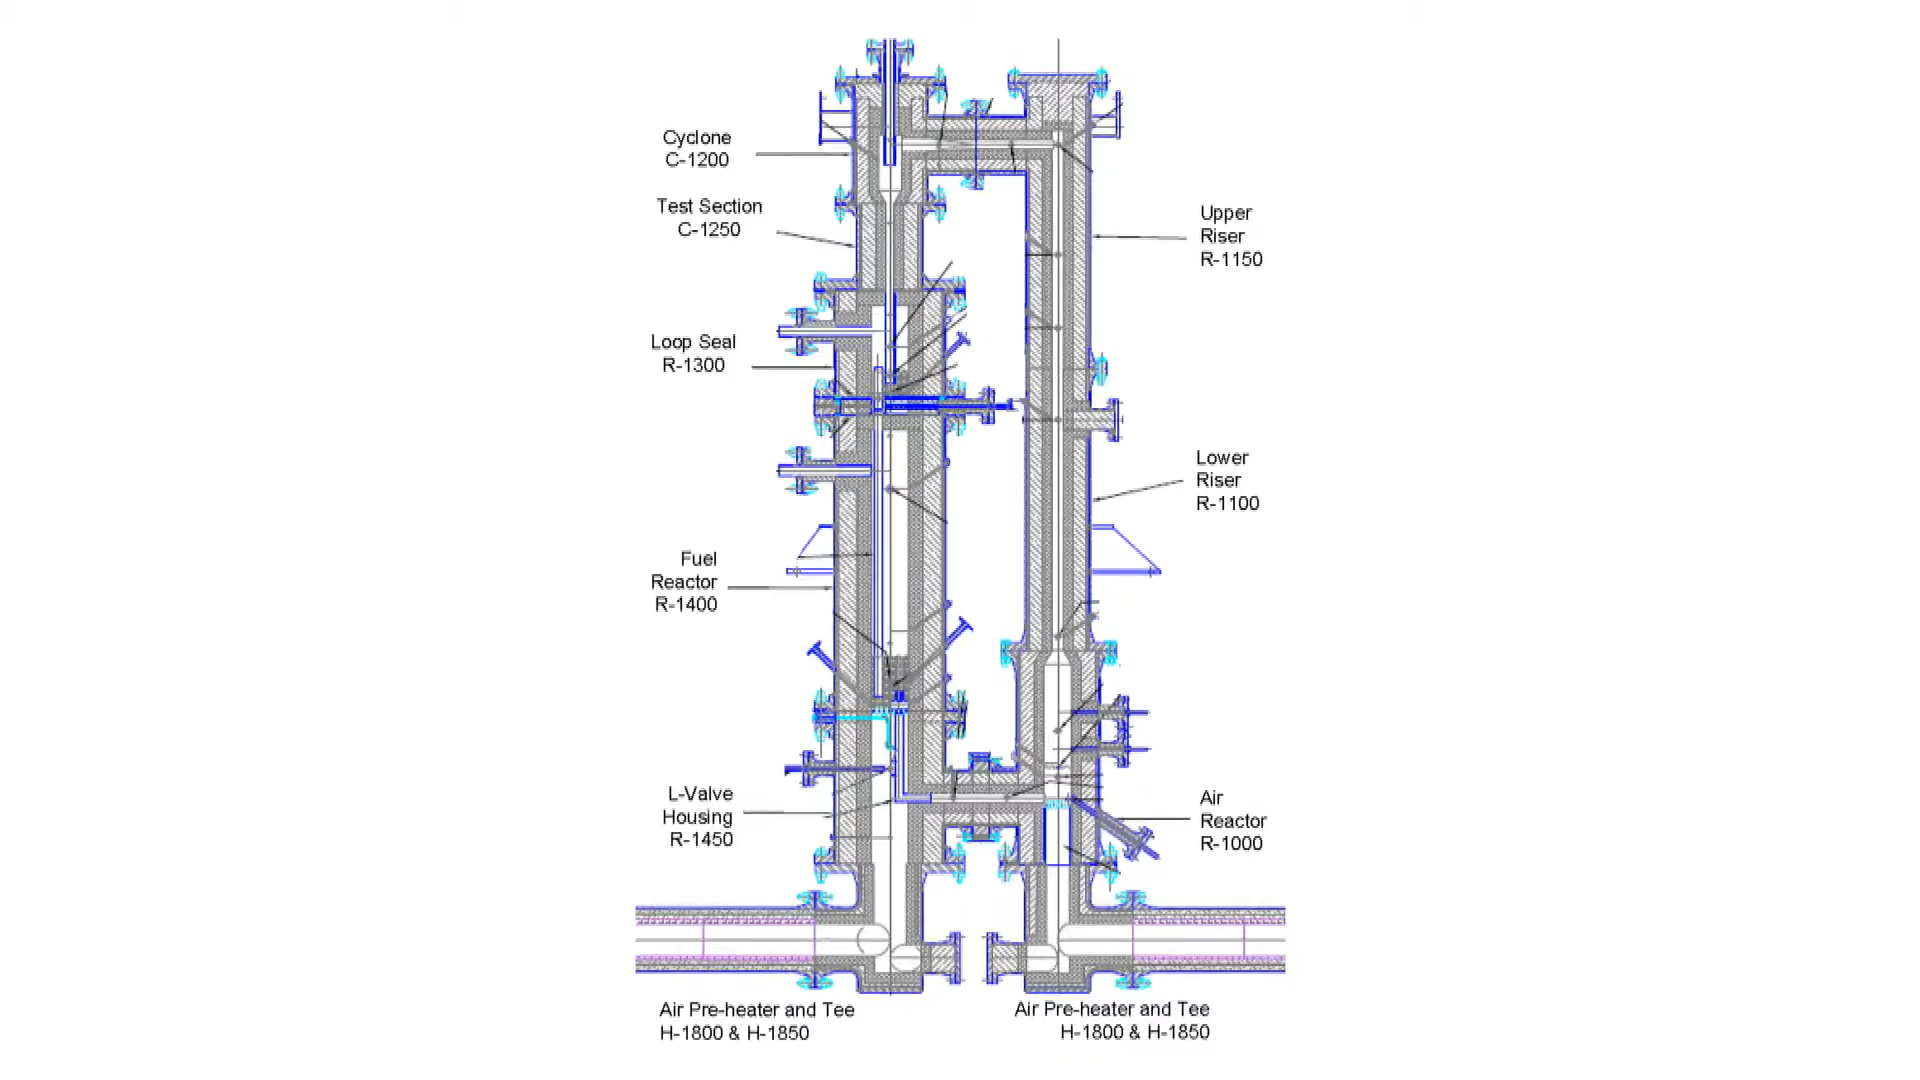 Cyclone
C-1200
Test Section
C-1250
Loop Seal
R-1300
Fuel
Reactor
R-1400
L-Valve
Housing
R-1450
Upper
Riser
R-1150
Lower
Riser
R-1100
Air
Reactor
R-1000
Air Pre-heater and Tee
H-1800 & H-1850
Air Pre-heater and Tee
H-1800 & H-1850